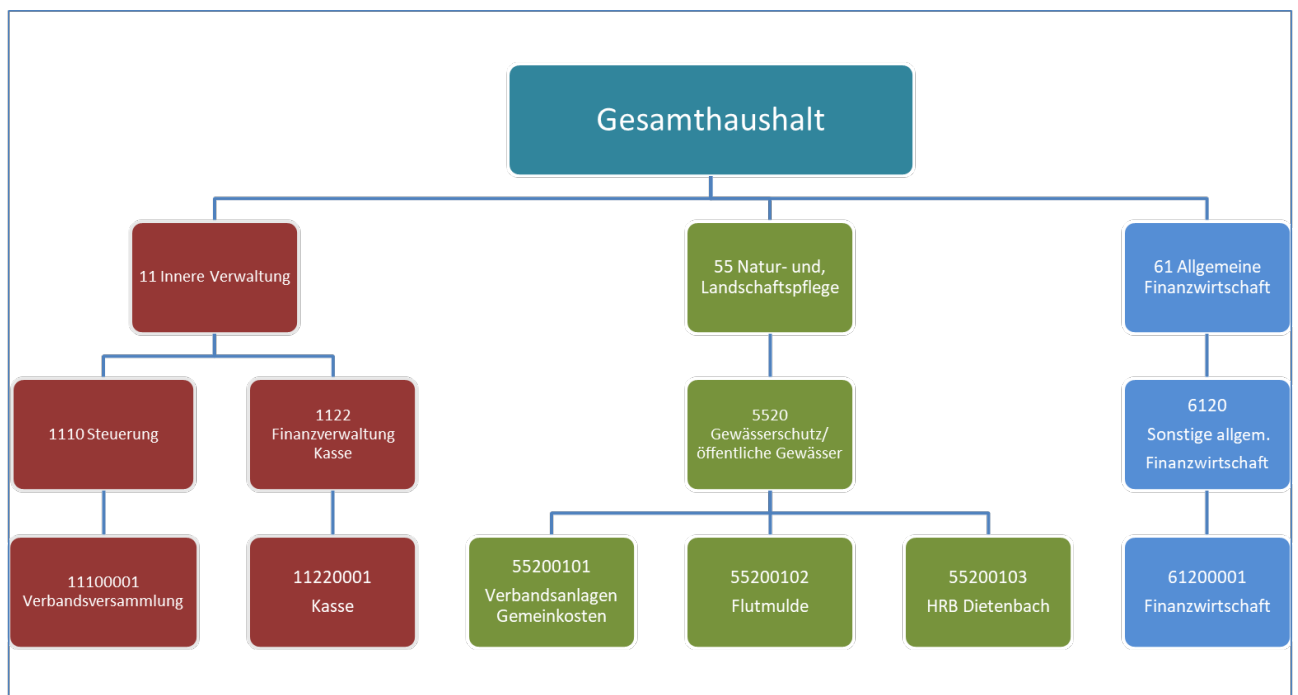 Gesamthaushalt
11 Innere Verwaltung
55 Natur- und,
Landschaftspflege
61 Allgemeine
Finanzwirtschaft
1110 Steuerung
1122
Finanzverwaltung
Kasse
5520
Gewässerschutz/
öffentliche Gewässer
6120
Sonstige allgem.
Finanzwirtschaft
11100001
Verbandsversammlung
11220001
Kasse
55200101
Verbandsanlagen
Gemeinkosten
55200102
Flutmulde
55200103
HRB Dietenbach
61200001
Finanzwirtschaft